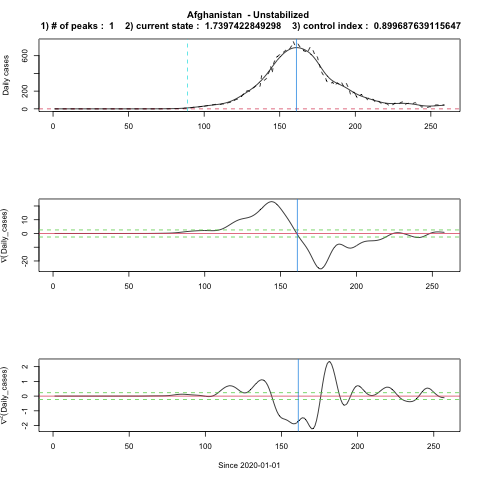 Afghanistan - Unstabilized
1) # of peaks : 1 2) current state : 1.7397422849298 3) control index : 0.899687639115647
Daily cases
600
200
0
0 50 100 150 200 250
∇(Daily_cases)
10
0
-20
0 50 100 150 200 250
∇²(Daily_cases)
2
1
0
-1
-2
0 50 100 150 200 250
Since 2020-01-01